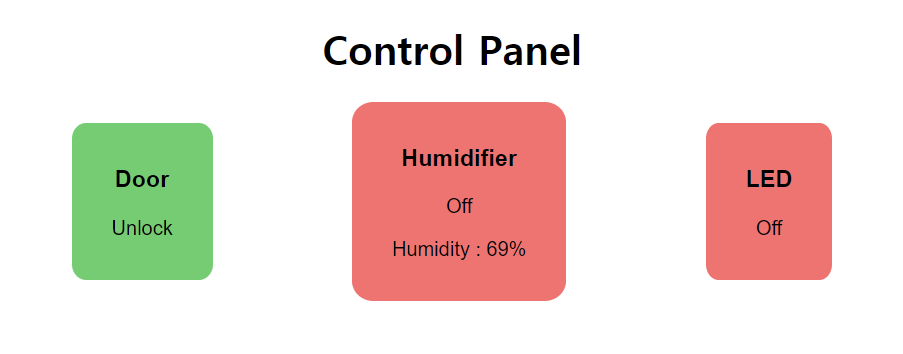 Control Panel
Door
Unlock
Humidifier
Off
Humidity : 69%
LED
Off